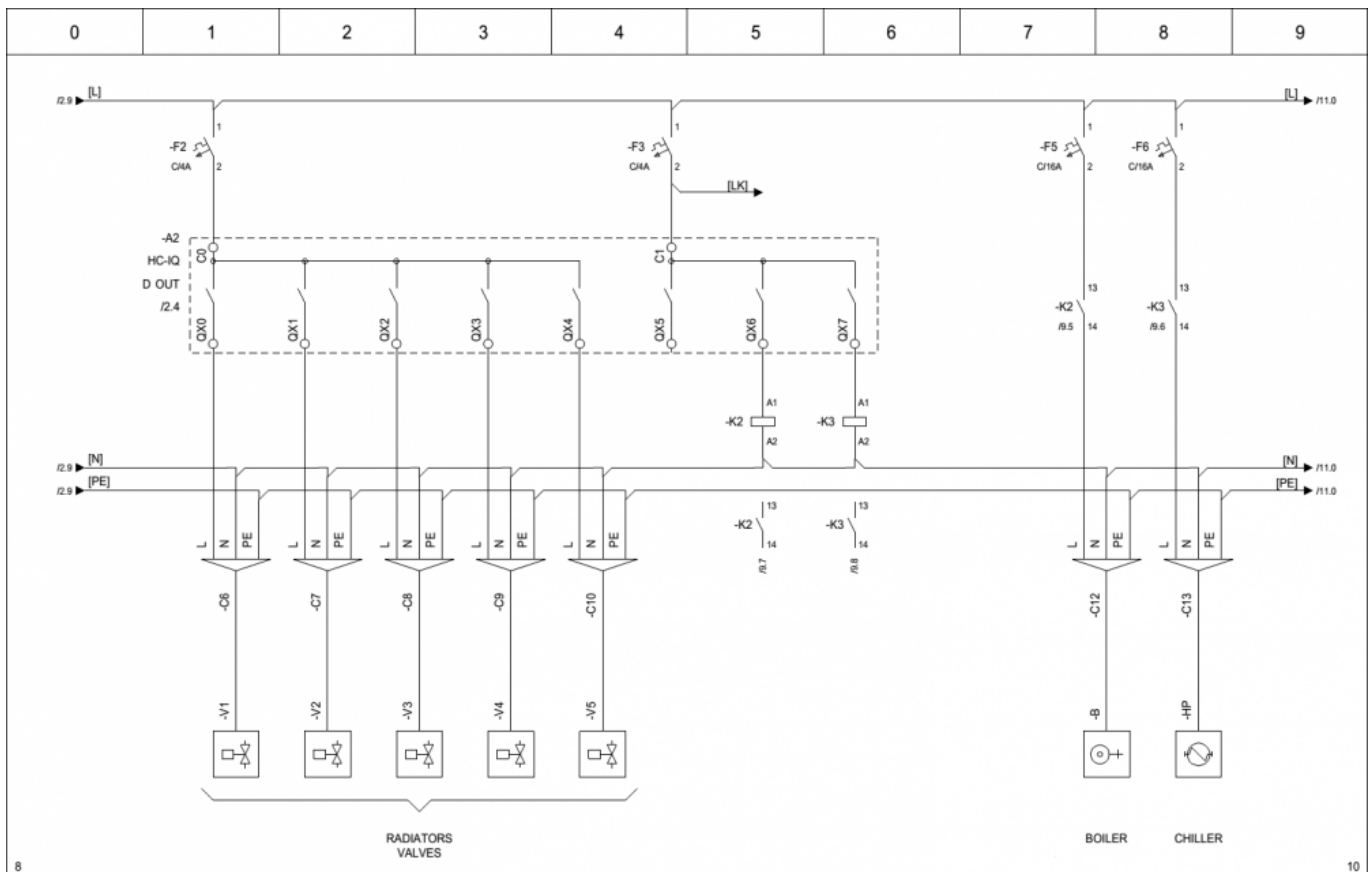 0 1 2 3 4 5 6 7 8 9
/2.9 [L] [L] /11.0
1 1 1 1
-F2 -F3 -F5 -F6
C/4A 2 C/4A 2 C/16A 2 C/16A 2
[LK]
-A2
HC-IQ C0 C1
D OUT
/2.4
13 13
-K2 -K3
/9.5 14 /9.6 14
QX0 QX1 QX2 QX3 QX4 QX5 QX6 QX7
A1 A1
-K2 -K3
A2 A2
/2.9 [N] [N] /11.0
/2.9 [PE] [PE] /11.0
13 13
-K2 -K3
14 14
/9.7 /9.8
L N PE L N PE L N PE L N PE L N PE L N PE L N PE
-C6 -C7 -C8 -C9 -C10 -C12 -C13
-V1 -V2 -V3 -V4 -V5 -B -HP
RADIATORS
VALVES
BOILER CHILLER
8 10